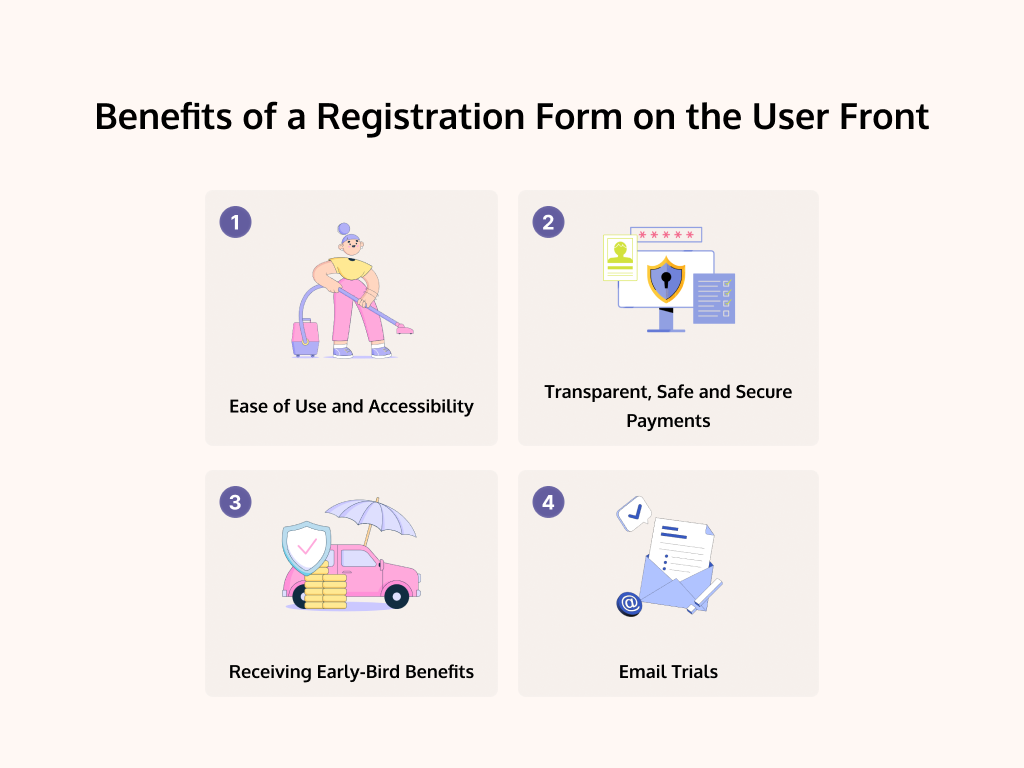 Benefits of a Registration Form on the User Front
1
Ease of Use and Accessibility
2
*****
Transparent, Safe and Secure
Payments
3
Receiving Early-Bird Benefits
4
@
Email Trials